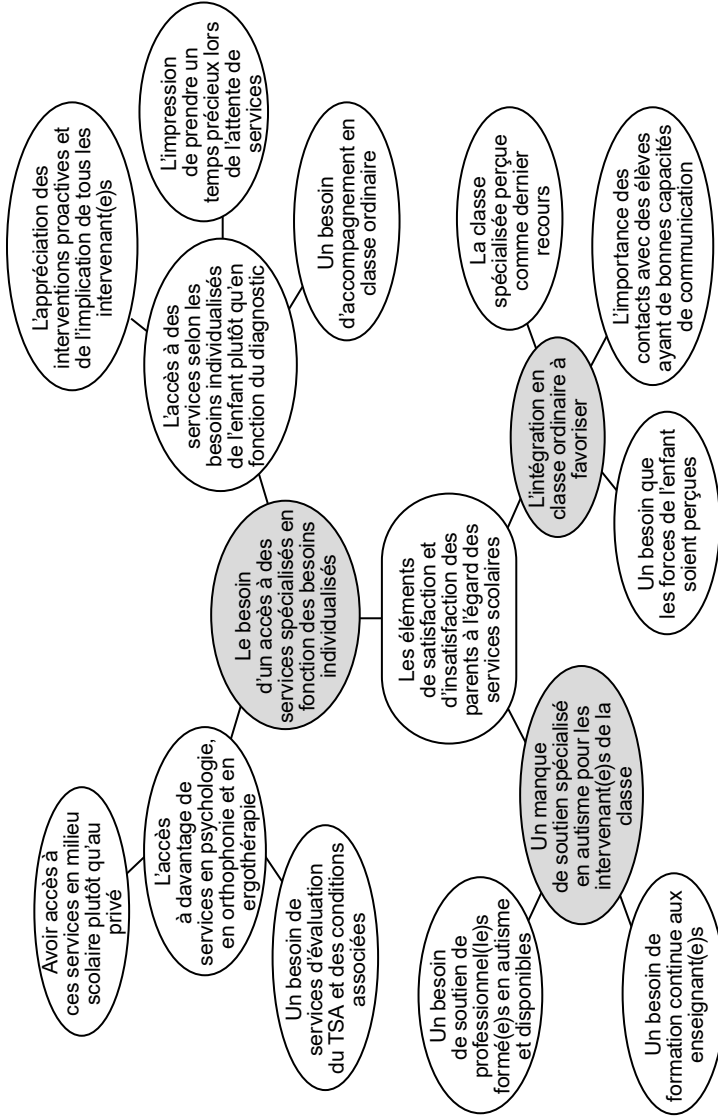 Avoir accès à
ces services en milieu
scolaire plutôt qu'au
privé
L'accès
à davantage de
services en psychologie,
en orthophonie et en
ergothérapie
Un besoin de
services d'évaluation
du TSA et des conditions
associées
Le besoin
d'un accès à des
services spécialisés en
fonction des besoins
individualisés
L'appréciation des
interventions proactives et
de l'implication de tous les
intervenant(e)s
L'accès à des
services selon les
besoins individualisés
de l'enfant plutôt qu'en
fonction du diagnostic
L'impression
de prendre un
temps précieux lors
de l'attente de
services
Un besoin
d'accompagnement en
classe ordinaire
Les éléments
de satisfaction et
d'insatisfaction des
parents à l'égard des
services scolaires
Un besoin
de soutien de
professionnel(le)s
formé(e)s en autisme
et disponibles
Un manque
de soutien spécialisé
en autisme pour les
intervenant(e)s de la
classe
Un besoin de
formation continue aux
enseignant(e)s
La classe
spécialisée perçue
comme dernier
recours
L'intégration en
classe ordinaire à
favoriser
Un besoin que
les forces de l'enfant
soient perçues
L'importance des
contacts avec des élèves
ayant de bonnes capacités
de communication